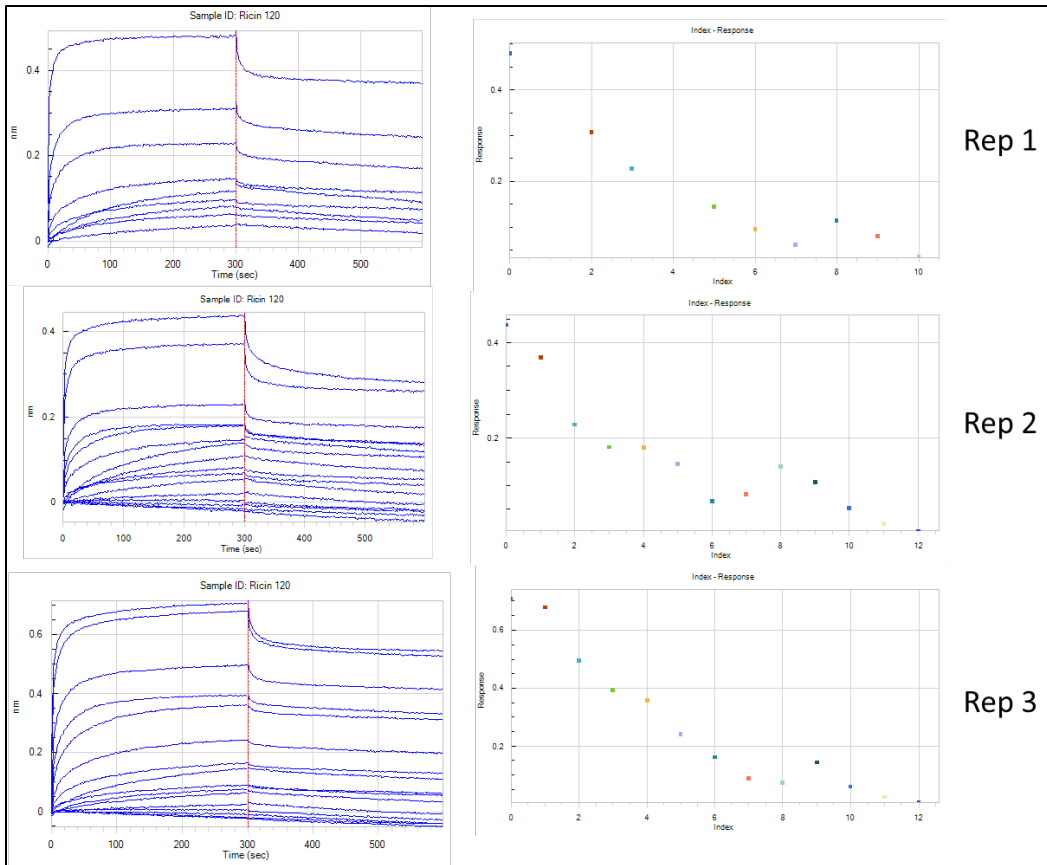 Sample ID: Ricin 120
nm
0.4
0.2
0
0 100 200 300 400 500
Time (sec)
Index - Response
Response
0.4
0.2
0 2 4 6 8 10
Index
Rep 1
Sample ID: Ricin 120
nm
0.4
0.2
0
0 100 200 300 400 500
Time (sec)
Index - Response
Response
0.4
0.2
0 2 4 6 8 10 12
Index
Rep 2
Sample ID: Ricin 120
nm
0.6
0.4
0.2
0
0 100 200 300 400 500
Time (sec)
Index - Response
Response
0.6
0.4
0.2
0 2 4 6 8 10 12
Index
Rep 3